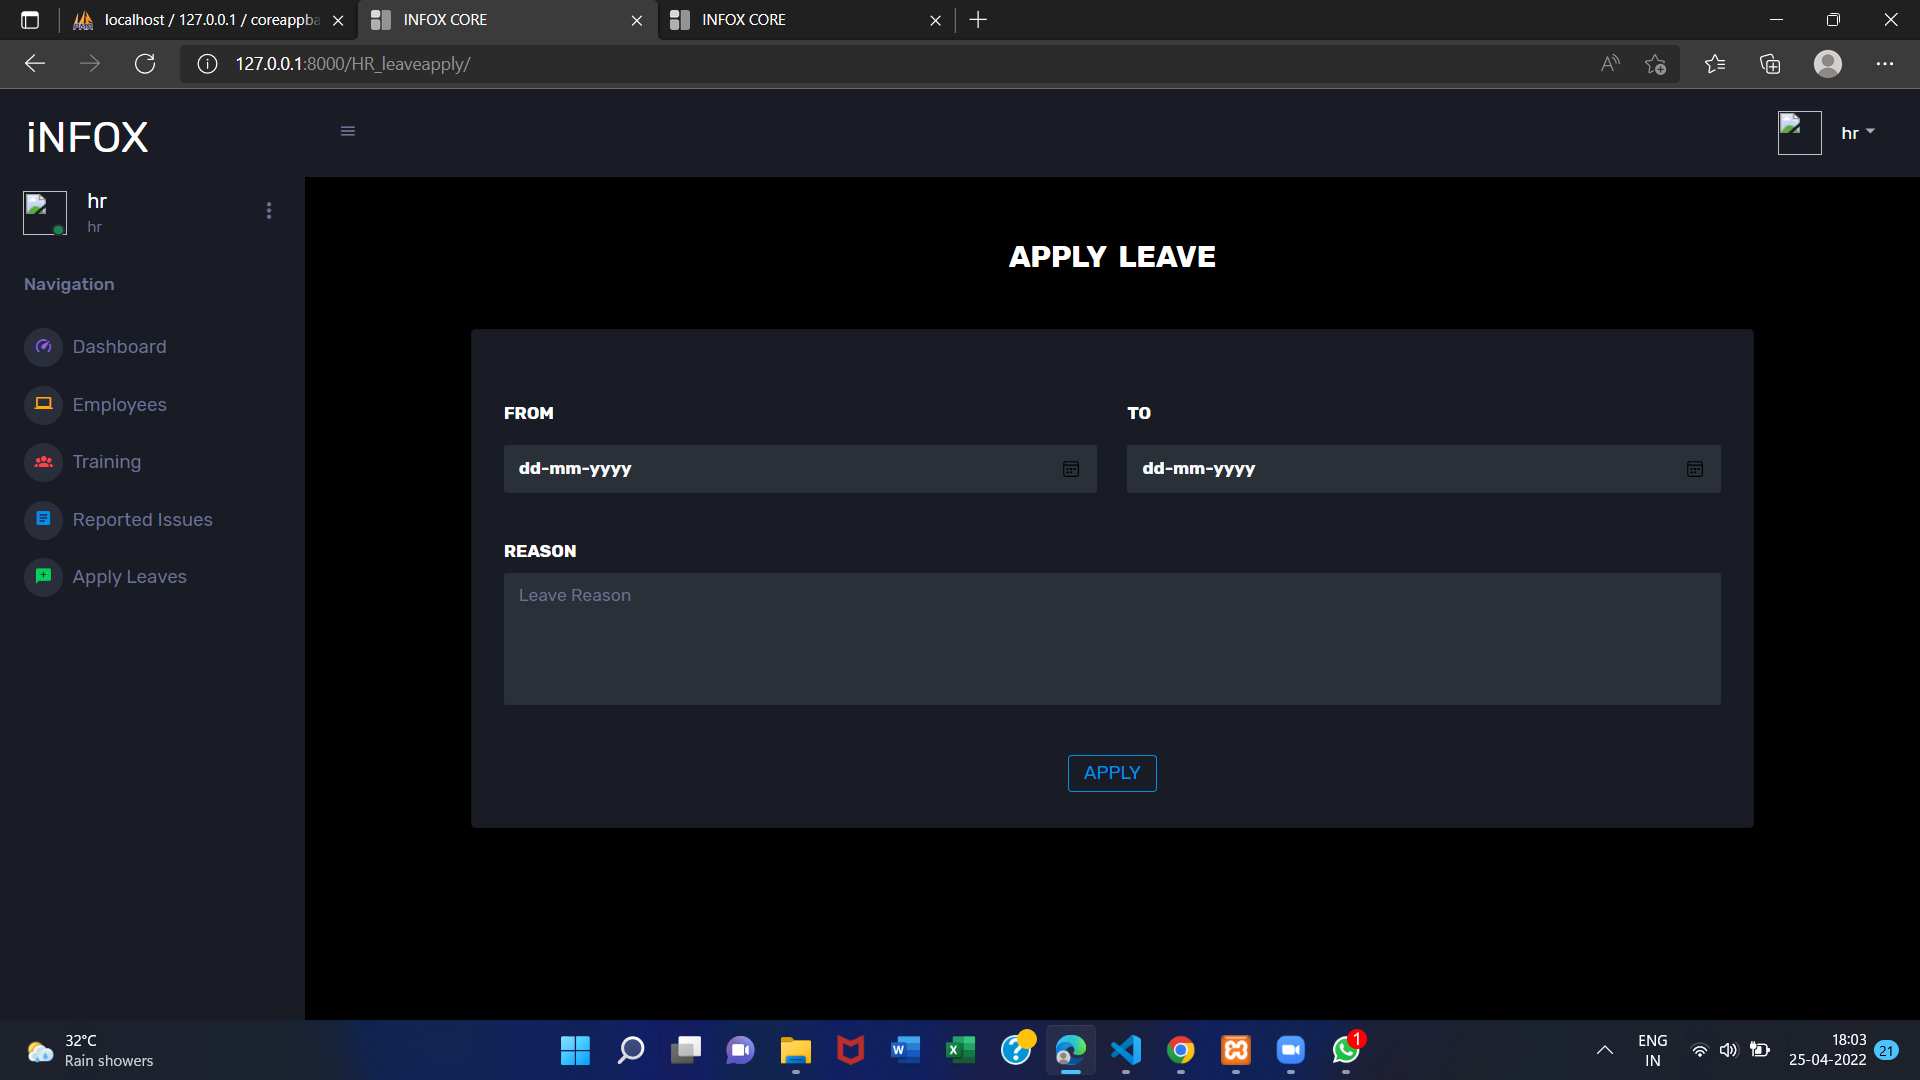 localhost / 127.0.0.1 / coreappba
INFOX CORE
INFOX CORE
127.0.0.1:8000/HR_leaveapply/
iNFOX
hr
hr
hr
Navigation
Dashboard
Employees
Training
Reported Issues
Apply Leaves
APPLY LEAVE
FROM
TO
dd-mm-yyyy
dd-mm-yyyy
REASON
Leave Reason
APPLY
32°C
Rain showers
1
ENG
IN
18:03
25-04-2022
21